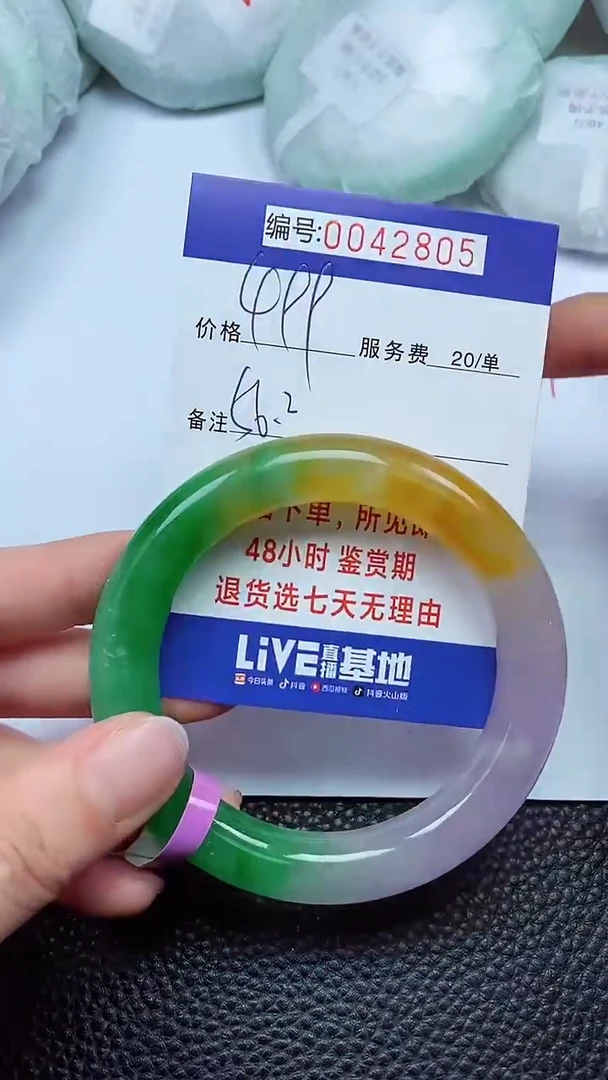 编号:0042805
价格 服务费 20/单
备注 56.2
下单，所见
48小时 鉴赏期
退货选七天无理由
LiVE直播基地
今日头条 抖音 西瓜视频 抖音火山版